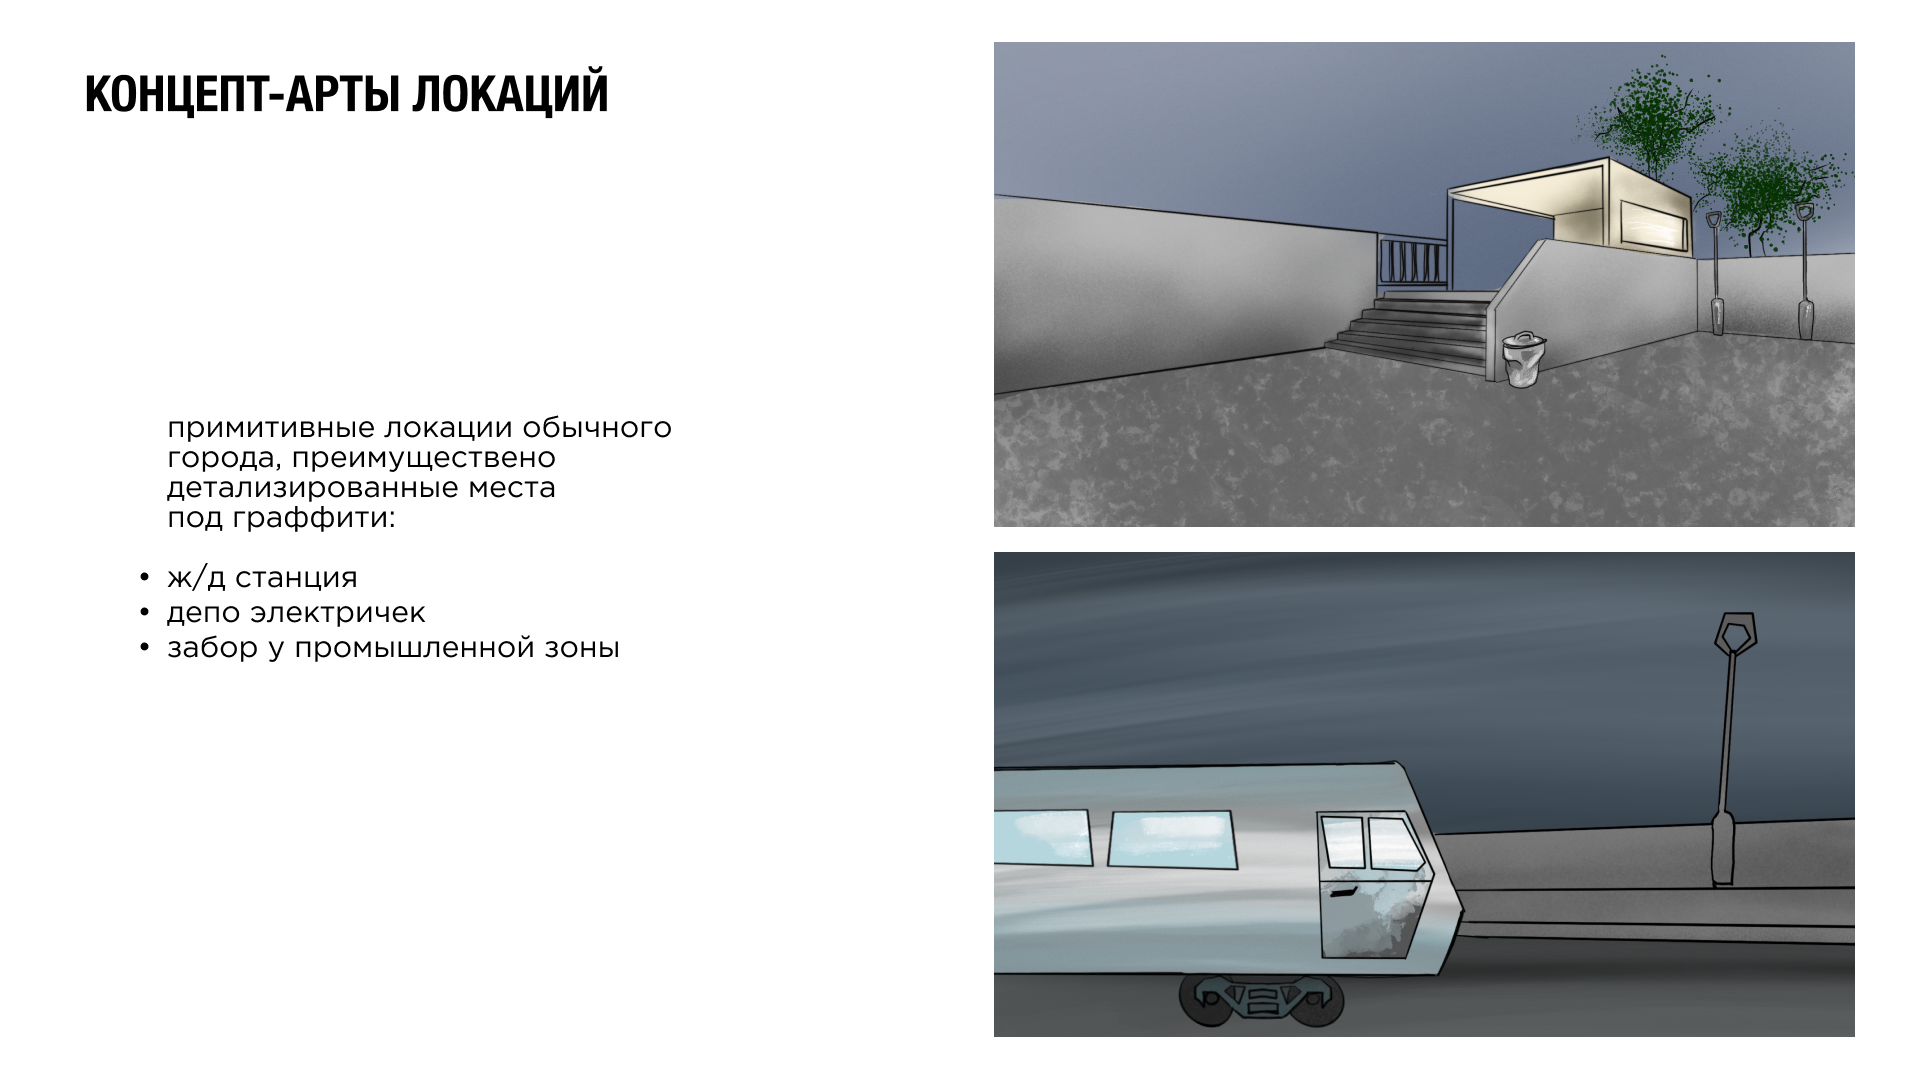 КОНЦЕПТ-АРТЫ ЛОКАЦИЙ
примитивные локации обычного
города, преимуществено
детализированные места
под граффити:
• ж/д станция
• депо электричек
• забор у промышленной зоны